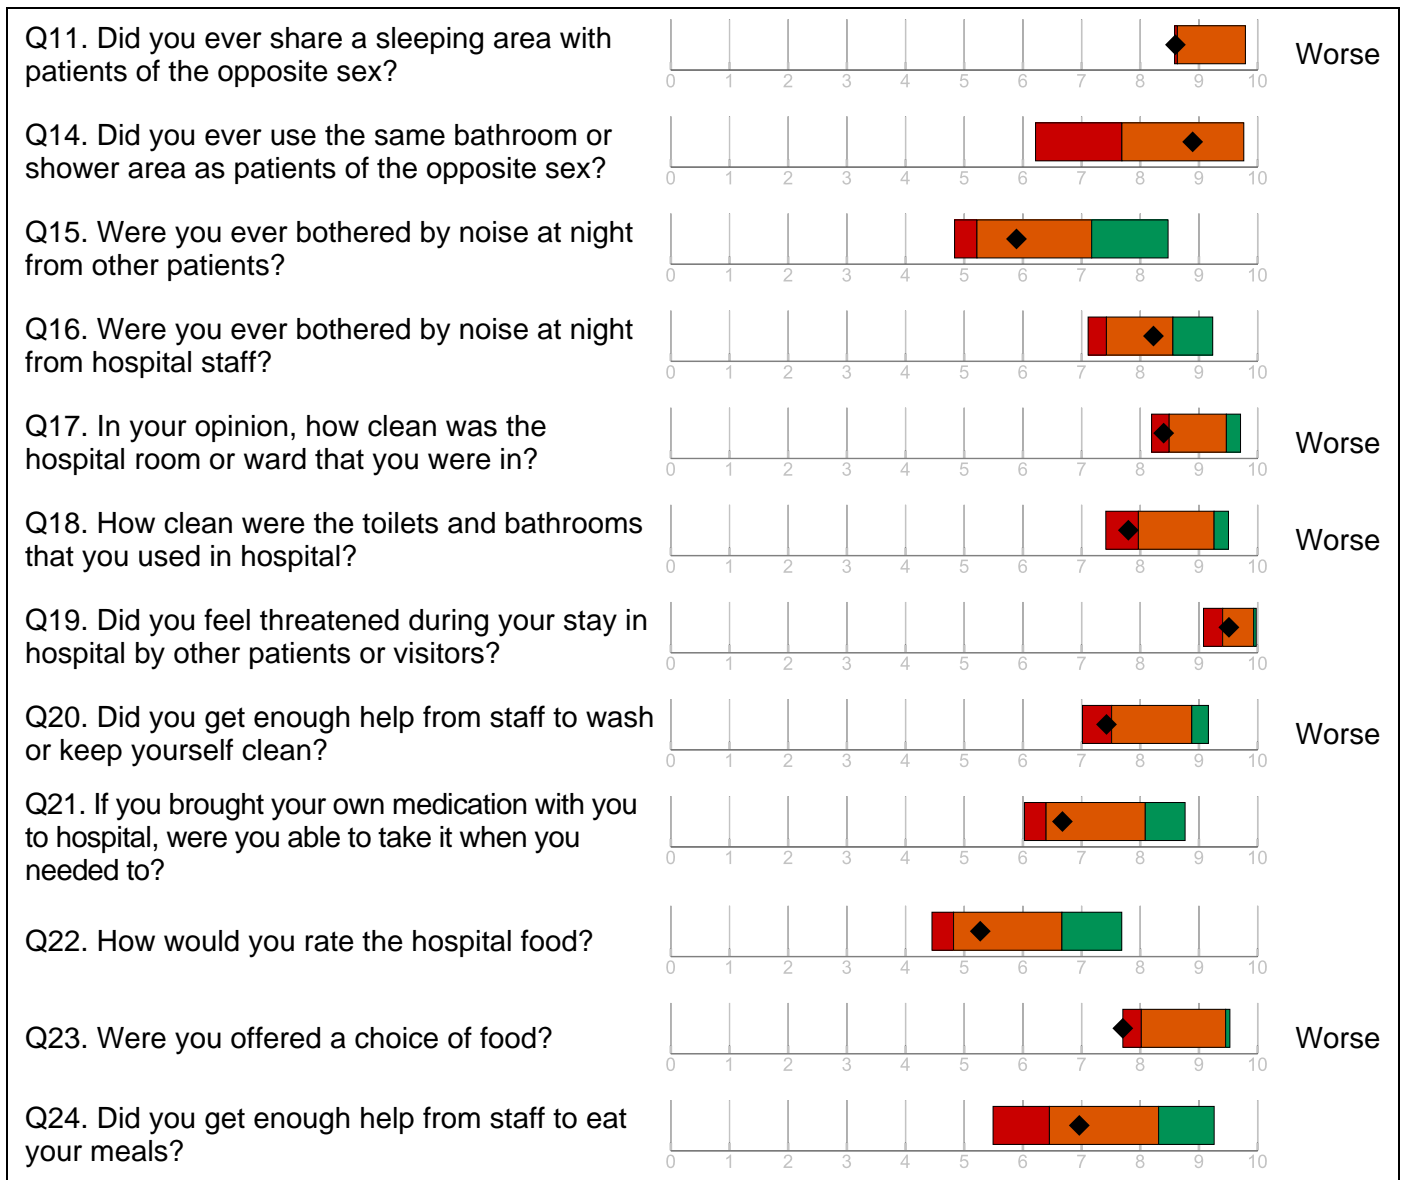 Q11. Did you ever share a sleeping area with
patients of the opposite sex?
0 1 2 3 4 5 6 7 8 9 10
Worse
Q14. Did you ever use the same bathroom or
shower area as patients of the opposite sex?
0 1 2 3 4 5 6 7 8 9 10
Q15. Were you ever bothered by noise at night
from other patients?
0 1 2 3 4 5 6 7 8 9 10
Q16. Were you ever bothered by noise at night
from hospital staff?
0 1 2 3 4 5 6 7 8 9 10
Q17. In your opinion, how clean was the
hospital room or ward that you were in?
0 1 2 3 4 5 6 7 8 9 10
Worse
Q18. How clean were the toilets and bathrooms
that you used in hospital?
0 1 2 3 4 5 6 7 8 9 10
Worse
Q19. Did you feel threatened during your stay in
hospital by other patients or visitors?
0 1 2 3 4 5 6 7 8 9 10
Q20. Did you get enough help from staff to wash
or keep yourself clean?
0 1 2 3 4 5 6 7 8 9 10
Worse
Q21. If you brought your own medication with you
to hospital, were you able to take it when you
needed to?
0 1 2 3 4 5 6 7 8 9 10
Q22. How would you rate the hospital food?
0 1 2 3 4 5 6 7 8 9 10
Q23. Were you offered a choice of food?
0 1 2 3 4 5 6 7 8 9 10
Worse
Q24. Did you get enough help from staff to eat
your meals?
0 1 2 3 4 5 6 7 8 9 10